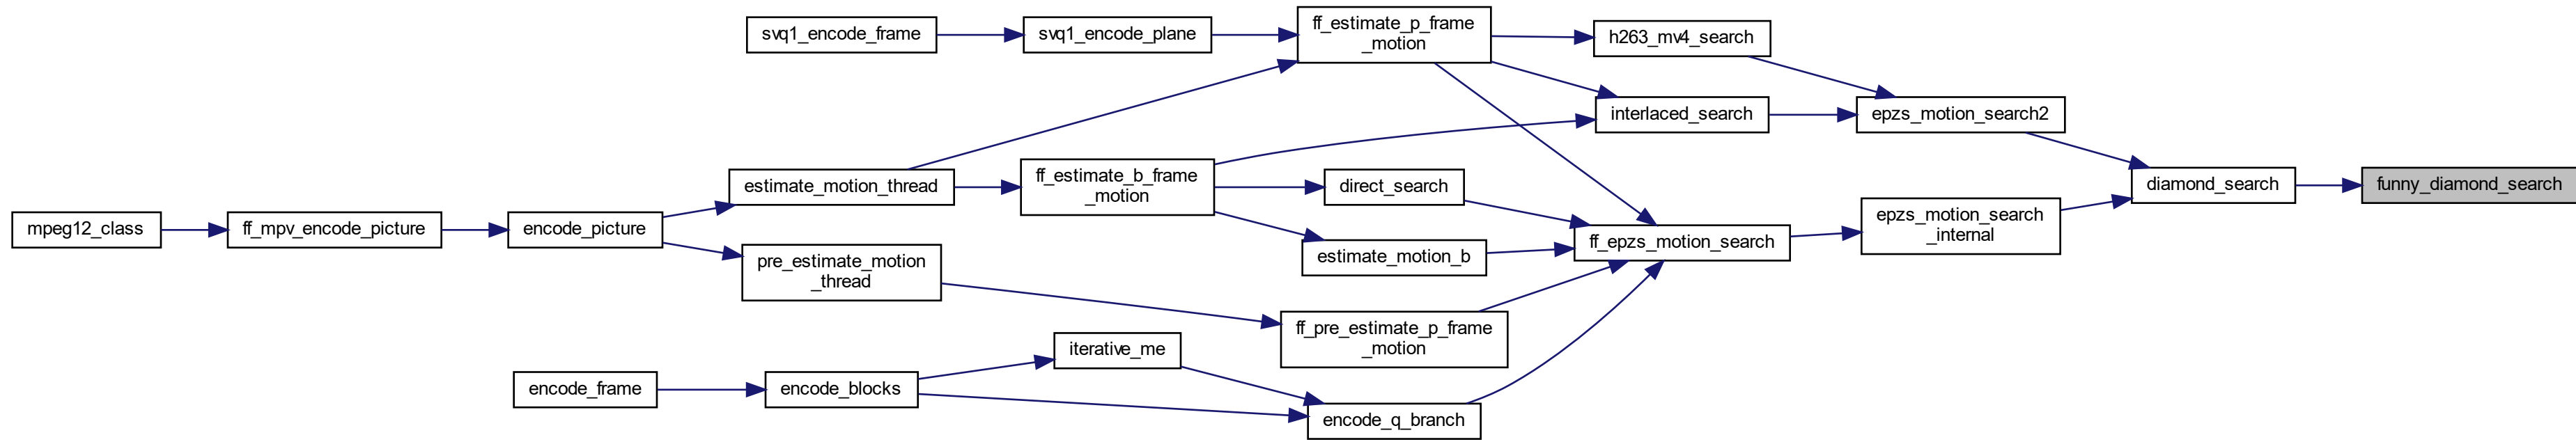 svq1_encode_frame
svq1_encode_plane
ff_estimate_p_frame
_motion
h263_mv4_search
interlaced_search
epzs_motion_search2
estimate_motion_thread
ff_estimate_b_frame
_motion
direct_search
diamond_search
funny_diamond_search
mpeg12_class
ff_mpv_encode_picture
encode_picture
estimate_motion_b
ff_epzs_motion_search
epzs_motion_search
_internal
pre_estimate_motion
_thread
ff_pre_estimate_p_frame
_motion
iterative_me
encode_frame
encode_blocks
encode_q_branch